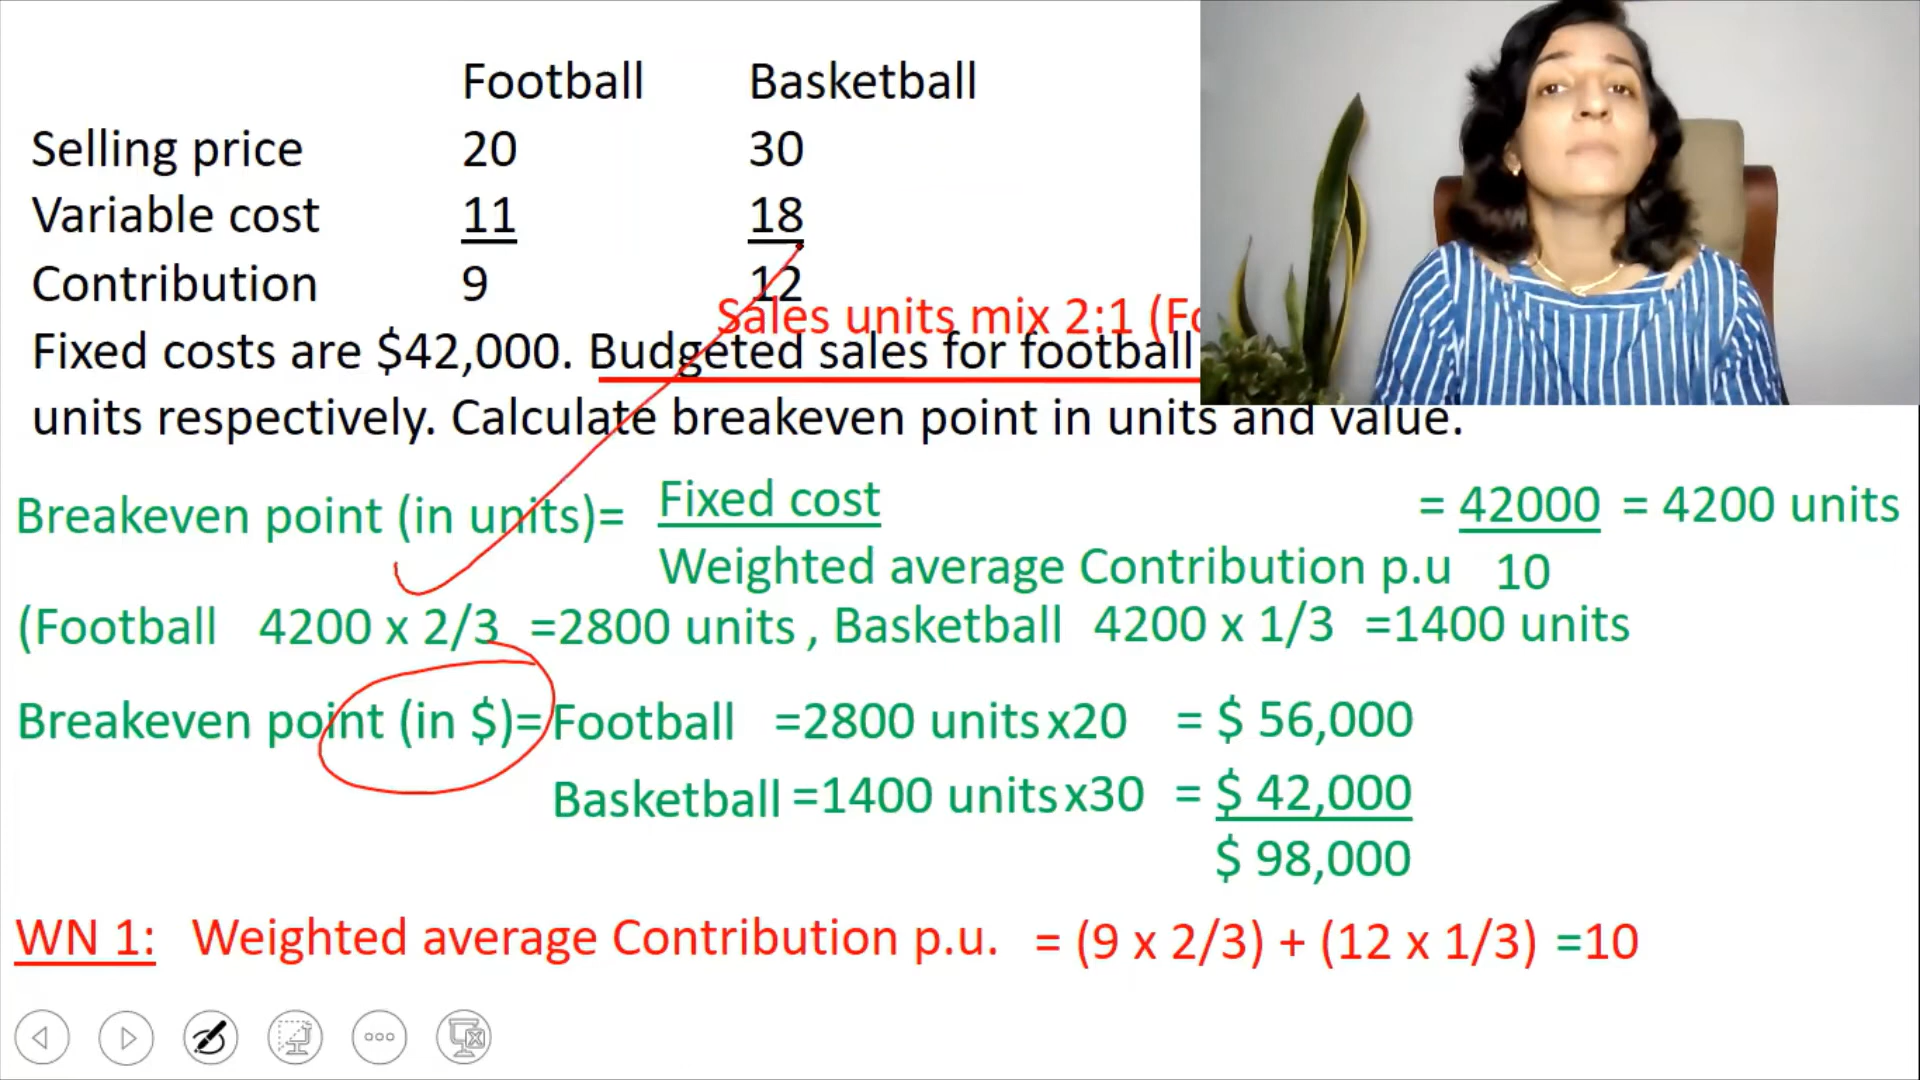 Football Basketball
Selling price 20 30
Variable cost 11 18
Contribution 9 12
Sales units mix 2:1 (Fo
Fixed costs are $42,000. Budgeted sales for football
units respectively. Calculate breakeven point in units and value.
Breakeven point (in units)= Fixed cost = 42000 = 4200 units
Weighted average Contribution p.u 10
(Football 4200 x 2/3 =2800 units , Basketball 4200 x 1/3 =1400 units
Breakeven point (in $)= Football =2800 units x20 = $ 56,000
Basketball =1400 units x30 = $ 42,000
$ 98,000
WN 1: Weighted average Contribution p.u. = (9 x 2/3) + (12 x 1/3) =10